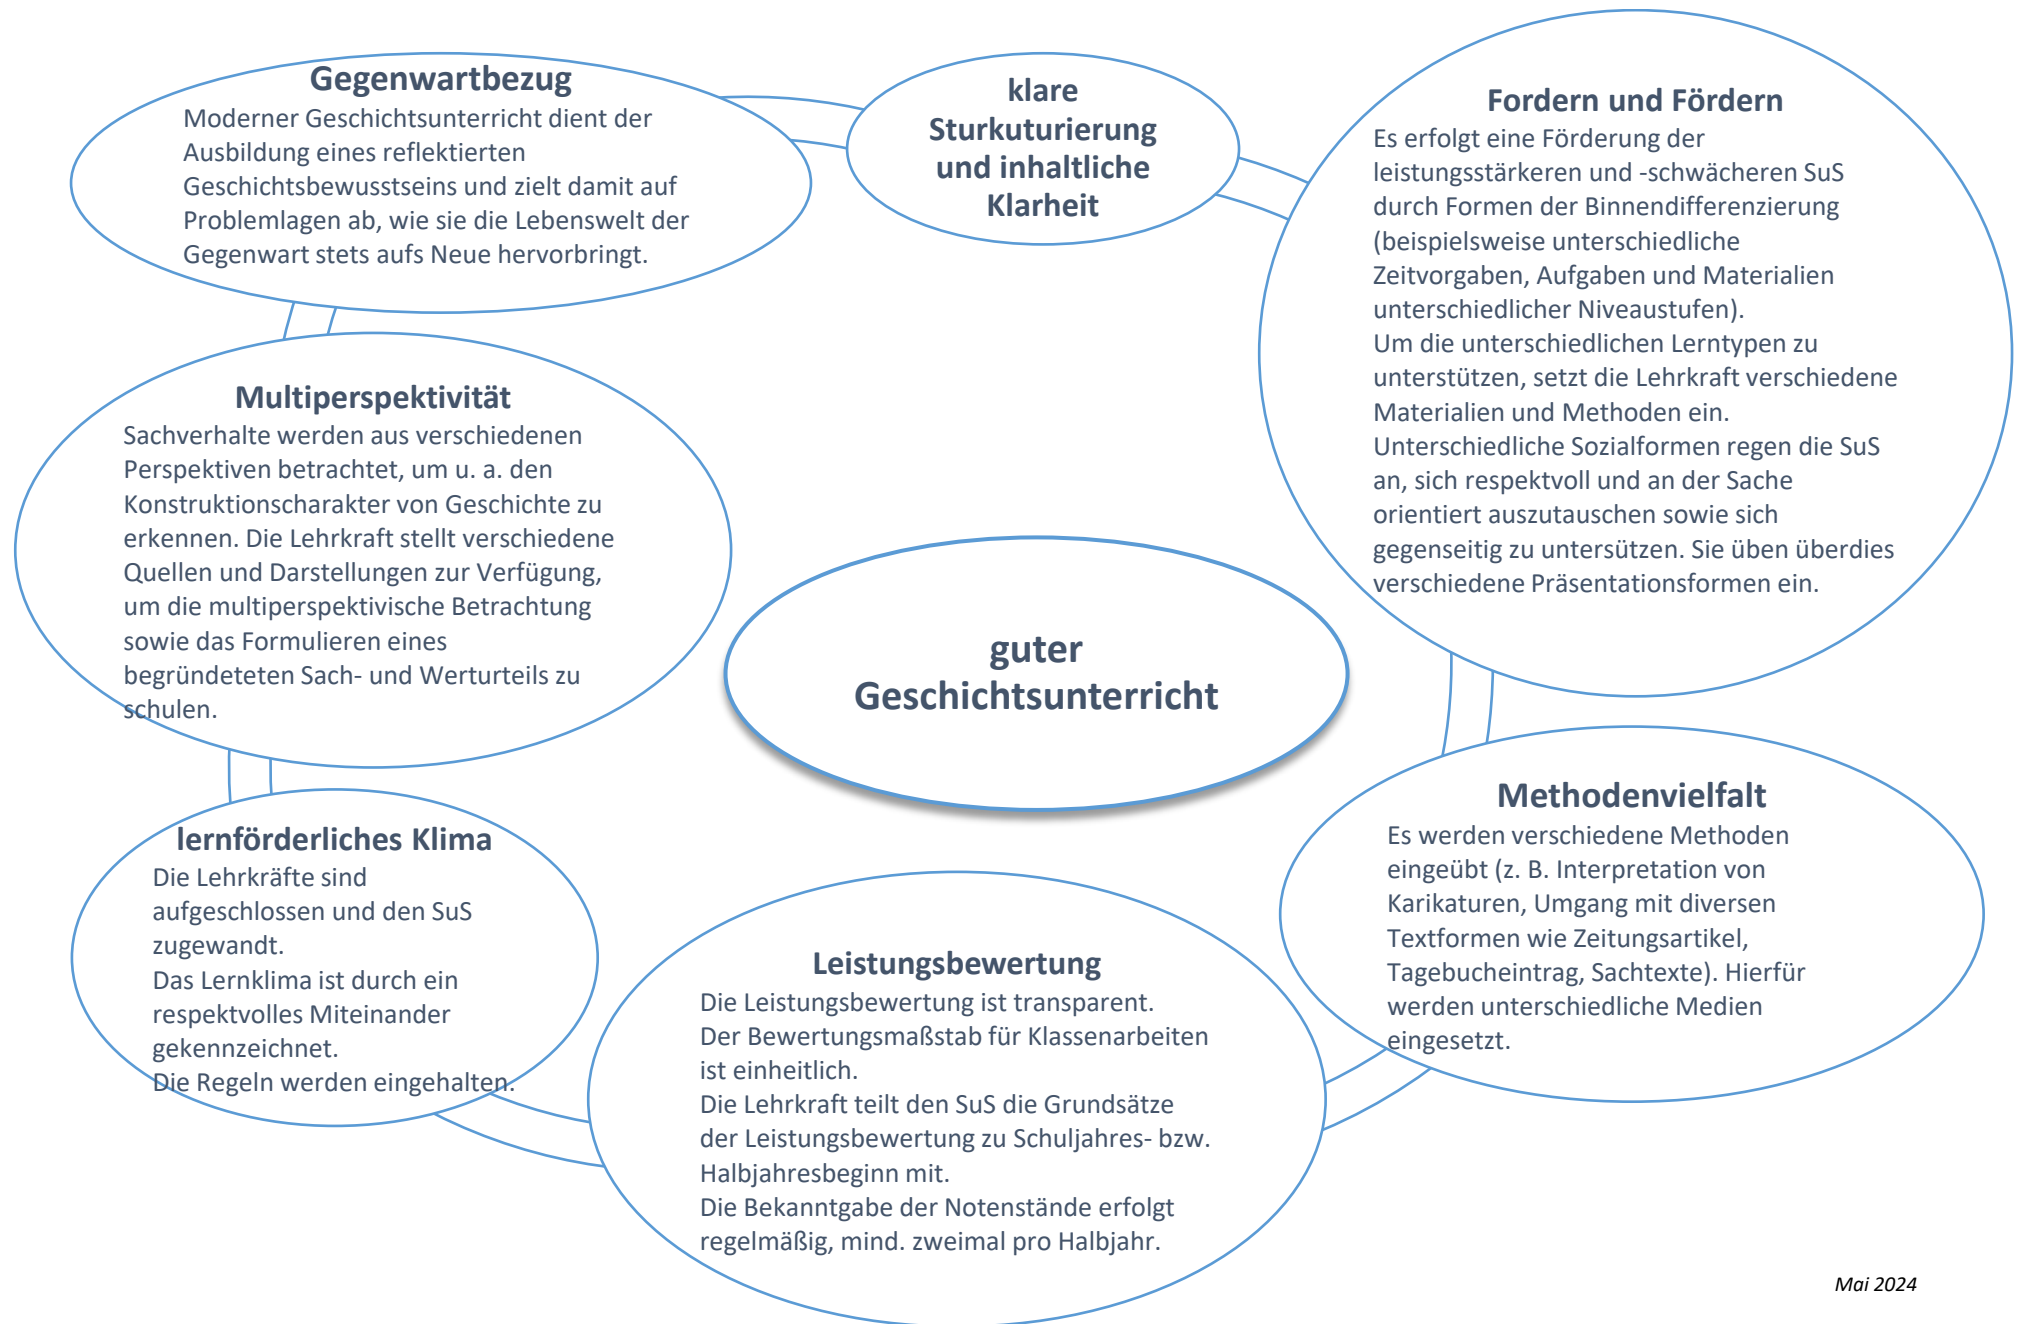 Gegenwartbezug
Moderner Geschichtsunterricht dient der
Ausbildung eines reflektierten
Geschichtsbewusstseins und zielt damit auf
Problemlagen ab, wie sie die Lebenswelt der
Gegenwart stets aufs Neue hervorbringt.
klare
Sturkuturierung
und inhaltliche
Klarheit
Fordern und Fördern
Es erfolgt eine Förderung der
leistungsstärkeren und -schwächeren SuS
durch Formen der Binnendifferenzierung
(beispielsweise unterschiedliche
Zeitvorgaben, Aufgaben und Materialien
unterschiedlicher Niveaustufen).
Um die unterschiedlichen Lerntypen zu
unterstützen, setzt die Lehrkraft verschiedene
Materialien und Methoden ein.
Unterschiedliche Sozialformen regen die SuS
an, sich respektvoll und an der Sache
orientiert auszutauschen sowie sich
gegenseitig zu untersützen. Sie üben überdies
verschiedene Präsentationsformen ein.
Multiperspektivität
Sachverhalte werden aus verschiedenen
Perspektiven betrachtet, um u. a. den
Konstruktionscharakter von Geschichte zu
erkennen. Die Lehrkraft stellt verschiedene
Quellen und Darstellungen zur Verfügung,
um die multiperspektivische Betrachtung
sowie das Formulieren eines
begründeteten Sach- und Werturteils zu
schulen.
guter
Geschichtsunterricht
Methodenvielfalt
Es werden verschiedene Methoden
eingeübt (z. B. Interpretation von
Karikaturen, Umgang mit diversen
Textformen wie Zeitungsartikel,
Tagebucheintrag, Sachtexte). Hierfür
werden unterschiedliche Medien
eingesetzt.
lernförderliches Klima
Die Lehrkräfte sind
aufgeschlossen und den SuS
zugewandt.
Das Lernklima ist durch ein
respektvolles Miteinander
gekennzeichnet.
Die Regeln werden eingehalten.
Leistungsbewertung
Die Leistungsbewertung ist transparent.
Der Bewertungsmaßstab für Klassenarbeiten
ist einheitlich.
Die Lehrkraft teilt den SuS die Grundsätze
der Leistungsbewertung zu Schuljahres- bzw.
Halbjahresbeginn mit.
Die Bekanntgabe der Notenstände erfolgt
regelmäßig, mind. zweimal pro Halbjahr.
Mai 2024